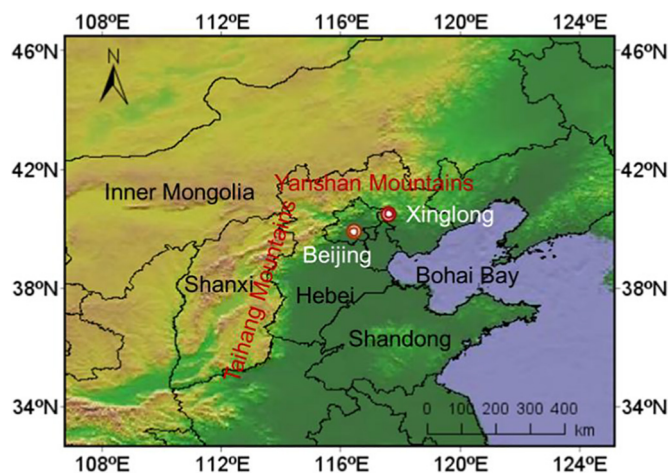 108ºE 112ºE 116ºE 120ºE 124ºE
46ºN 46ºN
N
42ºN 42ºN
Yanshan Mountains
Inner Mongolia
Xinglong
Beijing
Taihang Mountains
Shanxi
Bohai Bay
38ºN 38ºN
Hebei
Shandong
34ºN 34ºN
0 100 200 300 400
km
108ºE 112ºE 116ºE 120ºE 124ºE